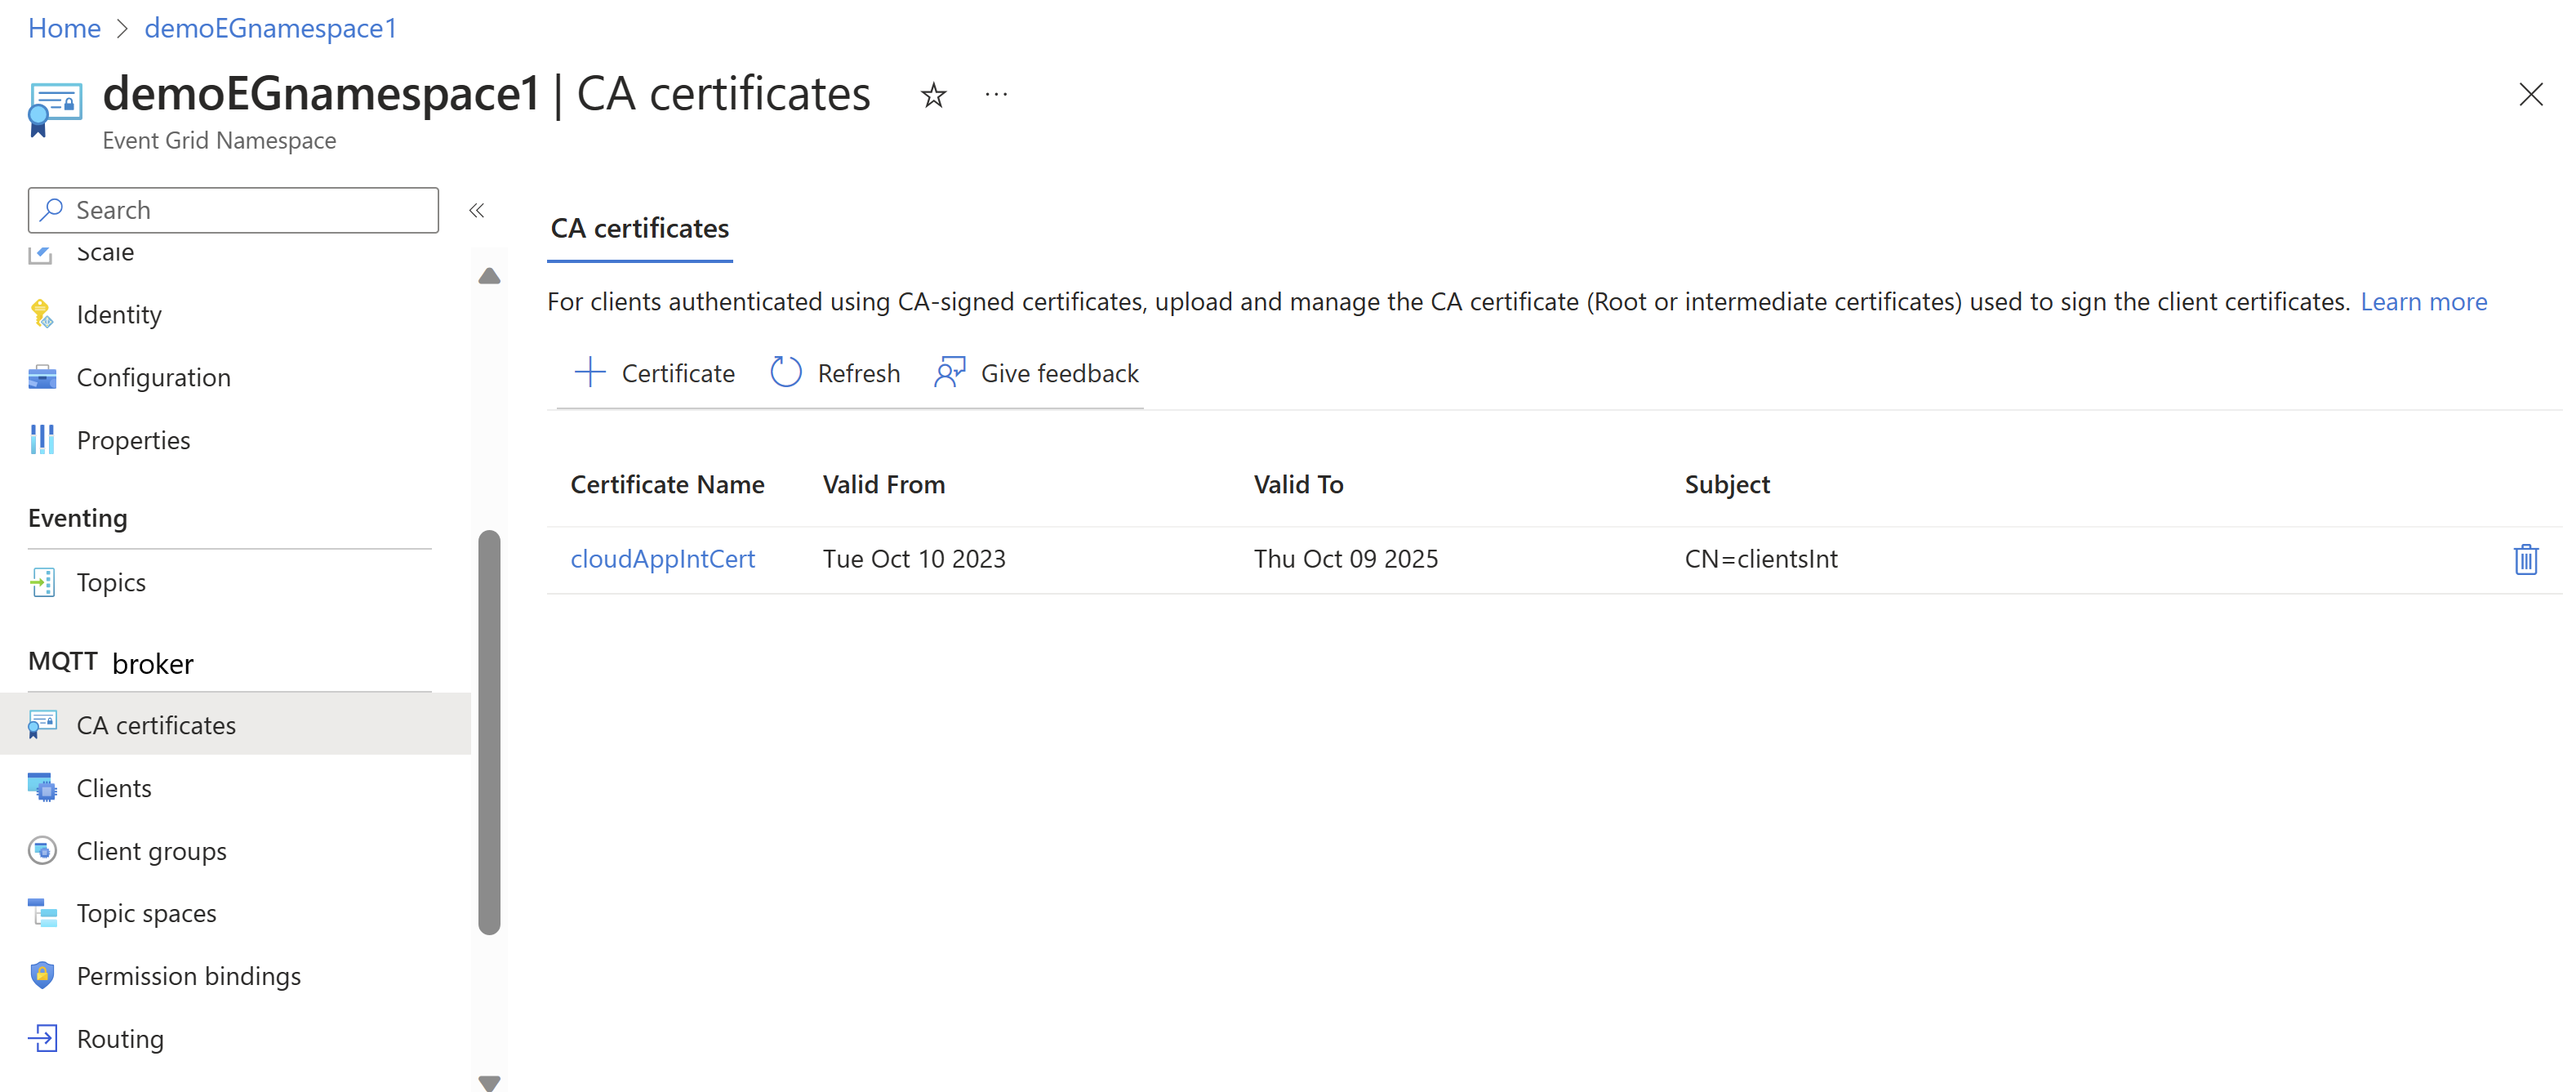 Home > demoEGnamespace1
demoEGnamespace1 | CA certificates
Event Grid Namespace
Search
Scale
Identity
Configuration
Properties
Eventing
Topics
MQTT broker
CA certificates
Clients
Client groups
Topic spaces
Permission bindings
Routing
CA certificates
For clients authenticated using CA-signed certificates, upload and manage the CA certificate (Root or intermediate certificates) used to sign the client certificates. Learn more
Certificate Refresh Give feedback
Certificate Name Valid From Valid To Subject
cloudAppIntCert Tue Oct 10 2023 Thu Oct 09 2025 CN=clientsInt